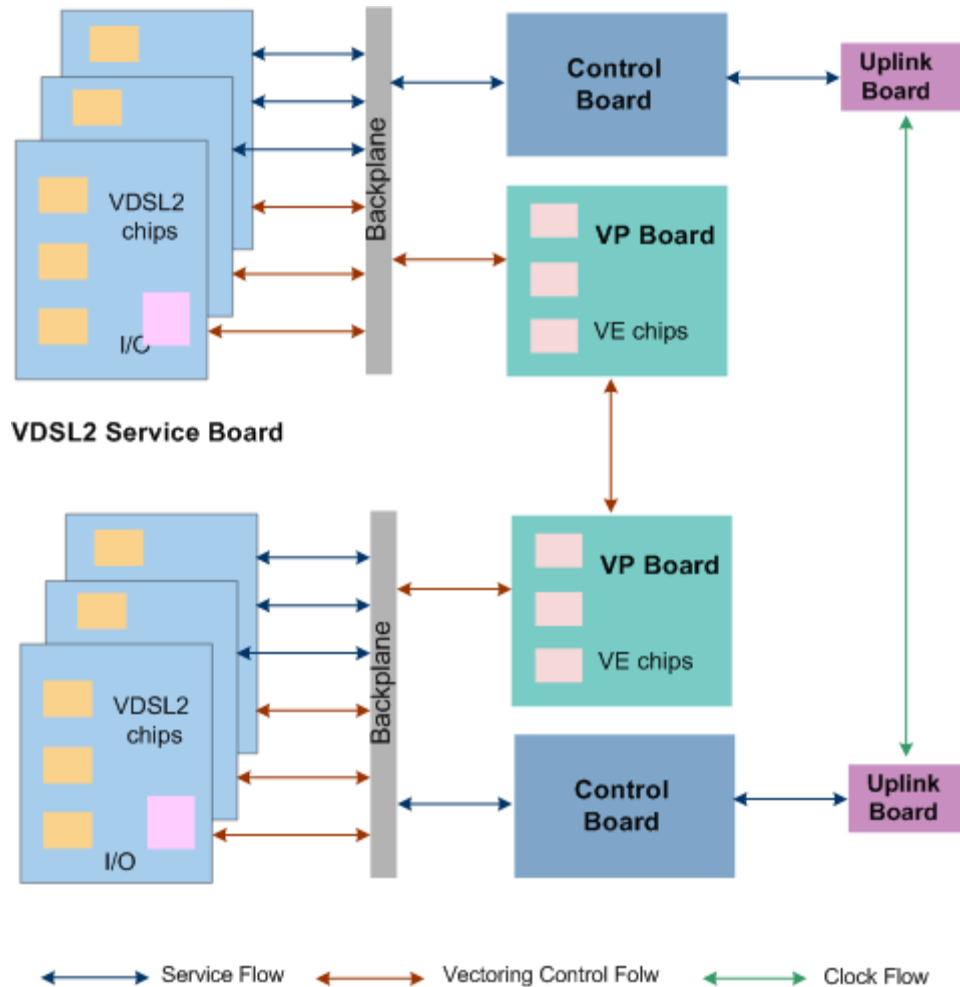 Control
Board
Uplink
Board
Backplane
VDSL2
chips
I/O
VP Board
VE chips
VDSL2 Service Board
VP Board
VE chips
Backplane
VDSL2
chips
I/O
Control
Board
Uplink
Board
Service Flow
Vectoring Control Folw
Clock Flow